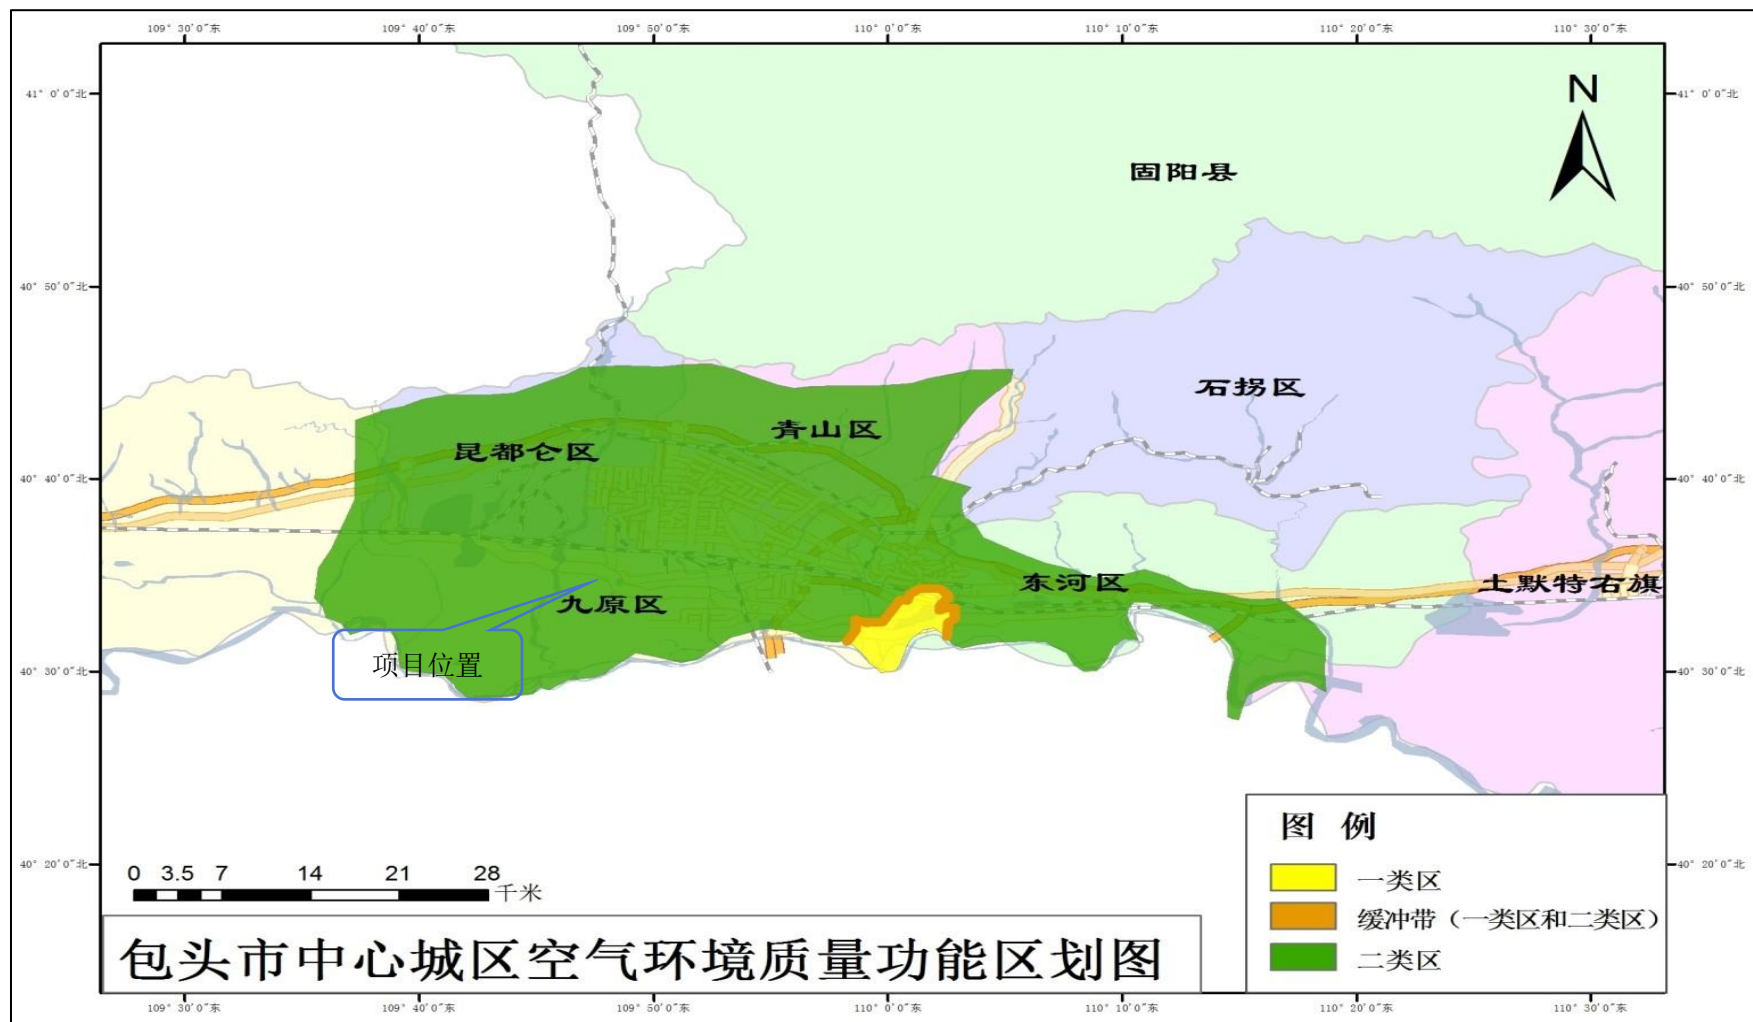 109° 30′0″东 109° 40′0″东 109° 50′0″东 110° 0′0″东 110° 10′0″东 110° 20′0″东 110° 30′0″东
41° 0′0″北 41° 0′0″北
N
固阳县
40° 50′0″北 40° 50′0″北
石拐区
青山区
昆都仑区
40° 40′0″北 40° 40′0″北
东河区 土默特右旗
九原区
项目位置
40° 30′0″北 40° 30′0″北
图 例
40° 20′0″北 40° 20′0″北
0 3.5 7 14 21 28
千米
一类区
缓冲带（一类区和二类区）
二类区
包头市中心城区空气环境质量功能区划图
109° 30′0″东 109° 40′0″东 109° 50′0″东 110° 0′0″东 110° 10′0″东 110° 20′0″东 110° 30′0″东